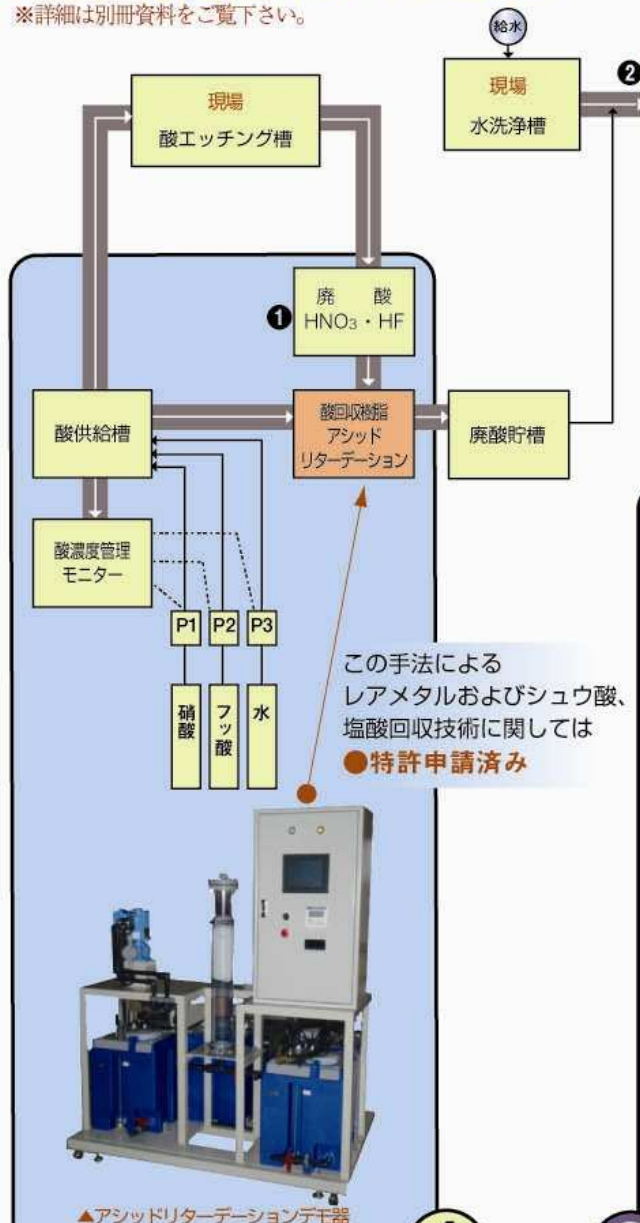 ※詳細は別冊資料をご覧下さい。
給水
現場
酸エッチング槽
現場
水洗浄槽
❷
❶
廃 酸
HNO₃・HF
酸供給槽
酸回収樹脂
アシッド
リターデーション
廃酸貯槽
酸濃度管理
モニター
P1
P2
P3
硝酸
フッ酸
水
この手法による
レアメタルおよびシュウ酸、
塩酸回収技術に関しては
●特許申請済み
▲アシッドリターデーションデモ器